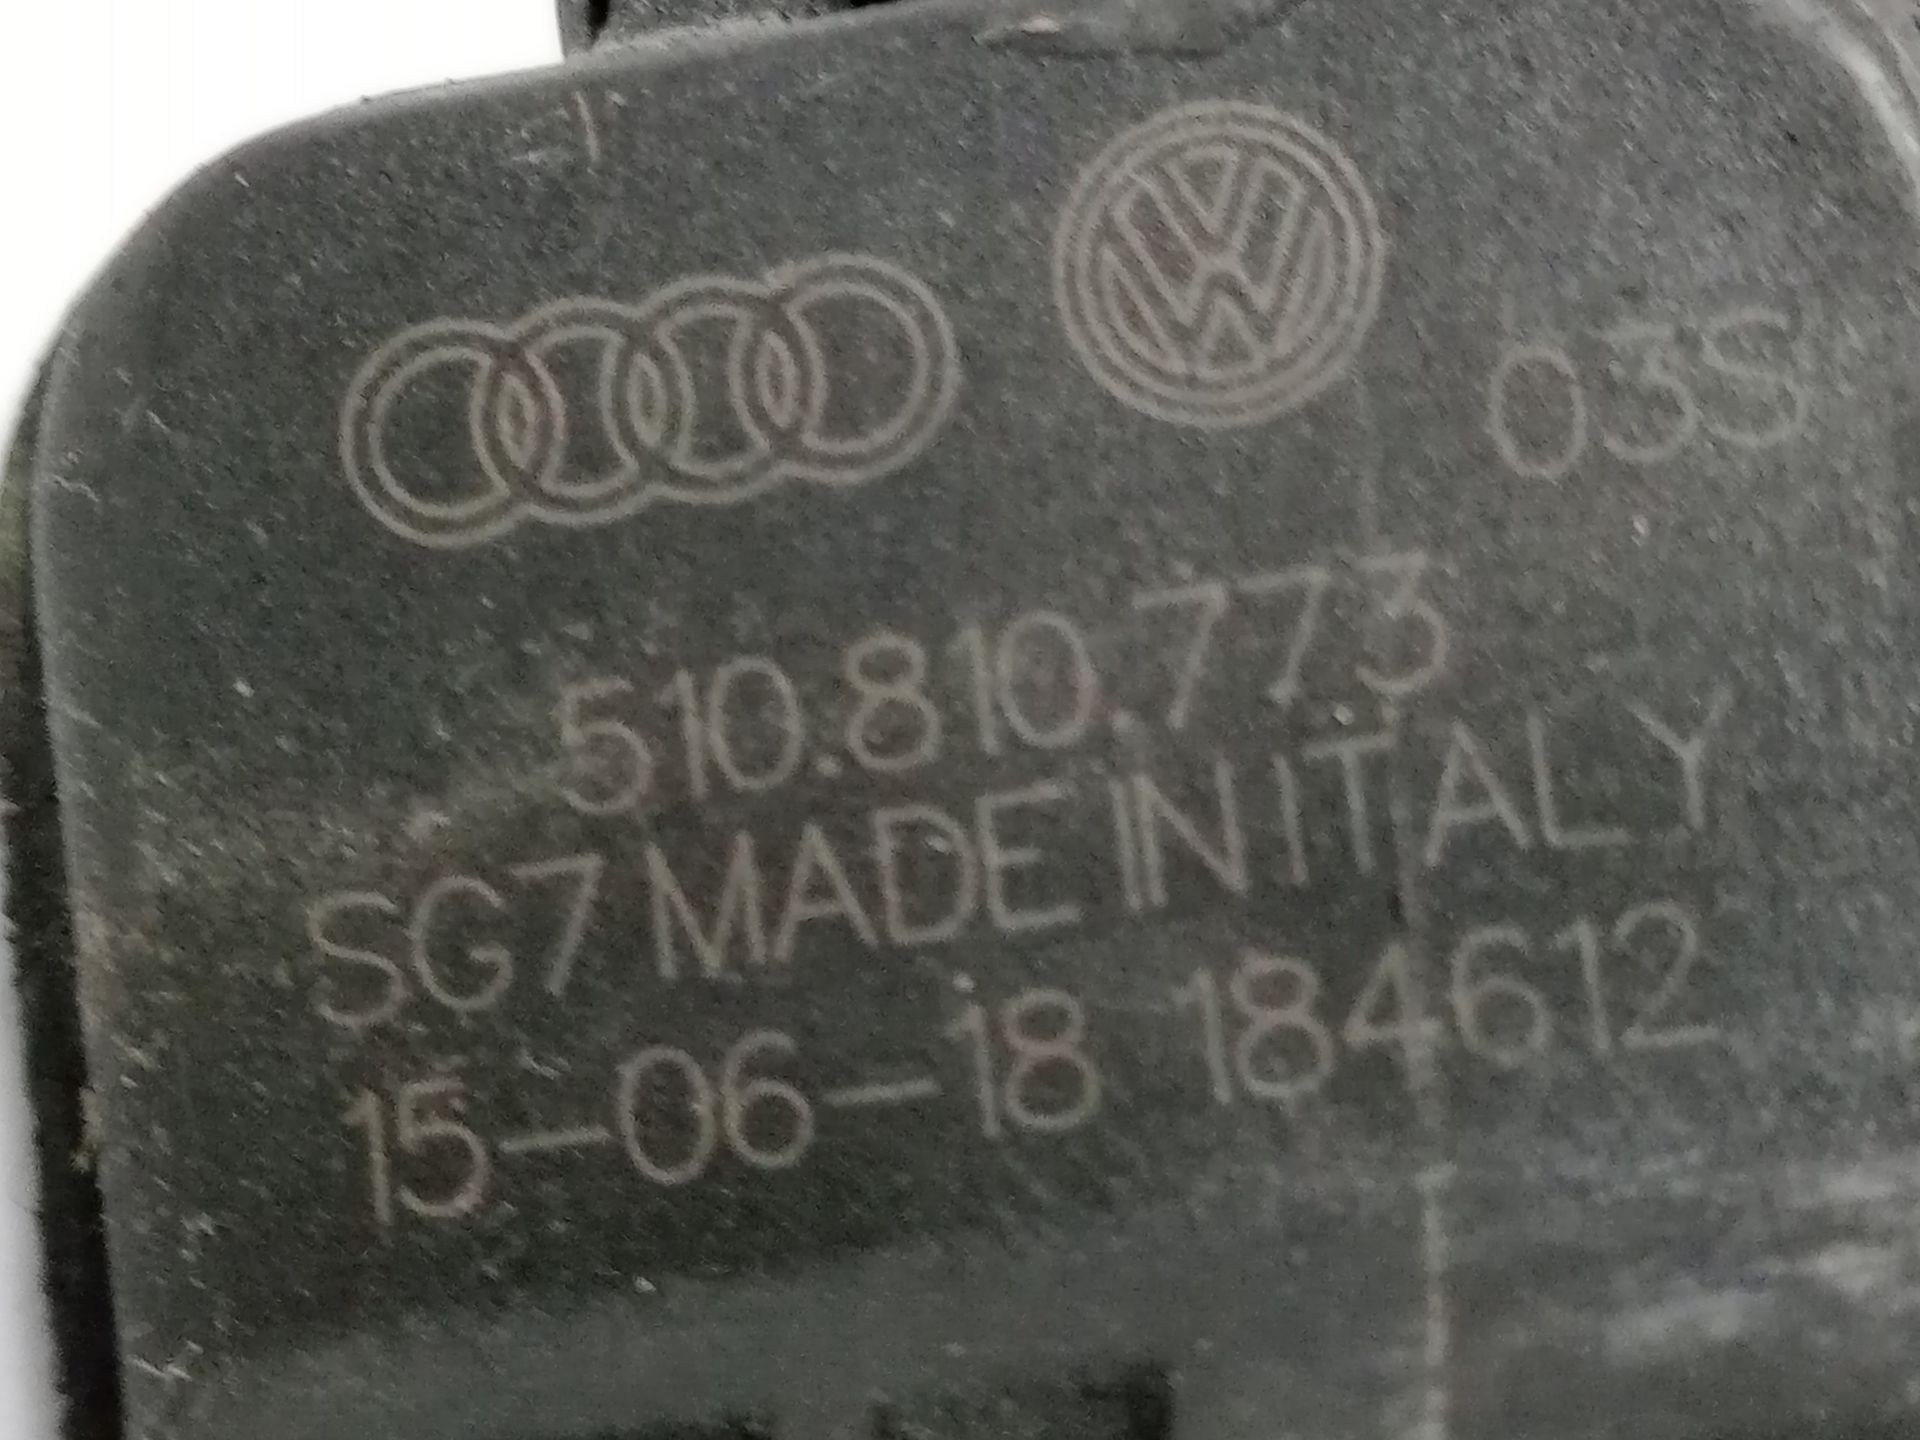 03S
510.810.773
SG7 MADE IN ITALY
15-06-18 184612